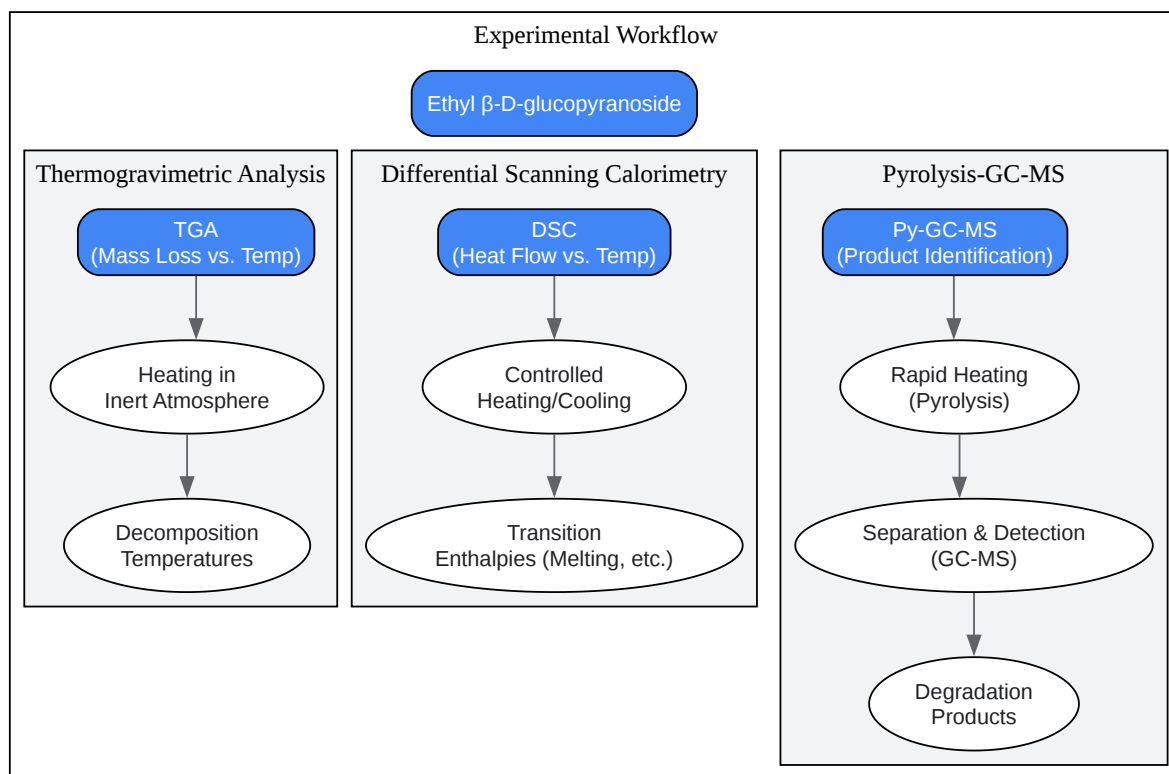 Experimental Workflow
Ethyl β-D-glucopyranoside
Thermogravimetric Analysis
TGA
(Mass Loss vs. Temp)
Heating in
Inert Atmosphere
Decomposition
Temperatures
Differential Scanning Calorimetry
DSC
(Heat Flow vs. Temp)
Controlled
Heating/Cooling
Transition
Enthalpies (Melting, etc.)
Pyrolysis-GC-MS
Py-GC-MS
(Product Identification)
Rapid Heating
(Pyrolysis)
Separation & Detection
(GC-MS)
Degradation
Products